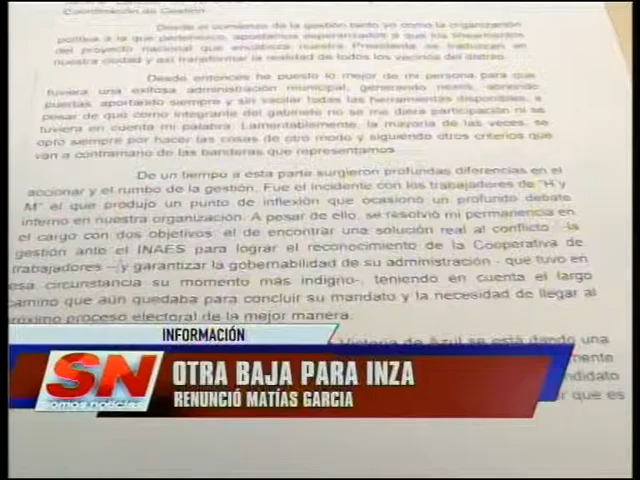 Coordinación de Gestión
Desde el comienzo de la gestión tanto yo como la organización
política a la que pertenezco, apostamos esperanzados a que los lineamientos
del proyecto nacional que encabeza nuestra Presidenta se traduzcan en
nuestra ciudad y así transformar la realidad de todos los vecinos del distrito.
Desde entonces he puesto lo mejor de mi persona para que
tuviera una exitosa administración municipal, generando nexos, abriendo
puertas, aportando siempre y sin vacilar todas las herramientas disponibles, a
pesar de que como integrante del gabinete no se me diera participación ni se
tuviera en cuenta mi palabra. Lamentablemente, la mayoría de las veces, se
opto siempre por hacer las cosas de otro modo y siguiendo otros criterios que
van a contramano de las banderas que representamos.
De un tiempo a esta parte surgieron profundas diferencias en el
accionar y el rumbo de la gestión. Fue el incidente con los trabajadores de "H y
M" el que produjo un punto de inflexión que ocasionó un profundo debate
interno en nuestra organización. A pesar de ello, se resolvió mi permanencia en
el cargo con dos objetivos: el de encontrar una solución real al conflicto –la
gestión ante el INAES para lograr el reconocimiento de la Cooperativa de
trabajadores – y garantizar la gobernabilidad de su administración - que tuvo en
esa circunstancia su momento más indigno-, teniendo en cuenta el largo
camino que aún quedaba para concluir su mandato y la necesidad de llegar al
próximo proceso electoral de la mejor manera.
Victoria de Azul se está dando una
mente
ndidato
r que es
INFORMACIÓN
SN
somos noticias
OTRA BAJA PARA INZA
RENUNCIÓ MATÍAS GARCIA